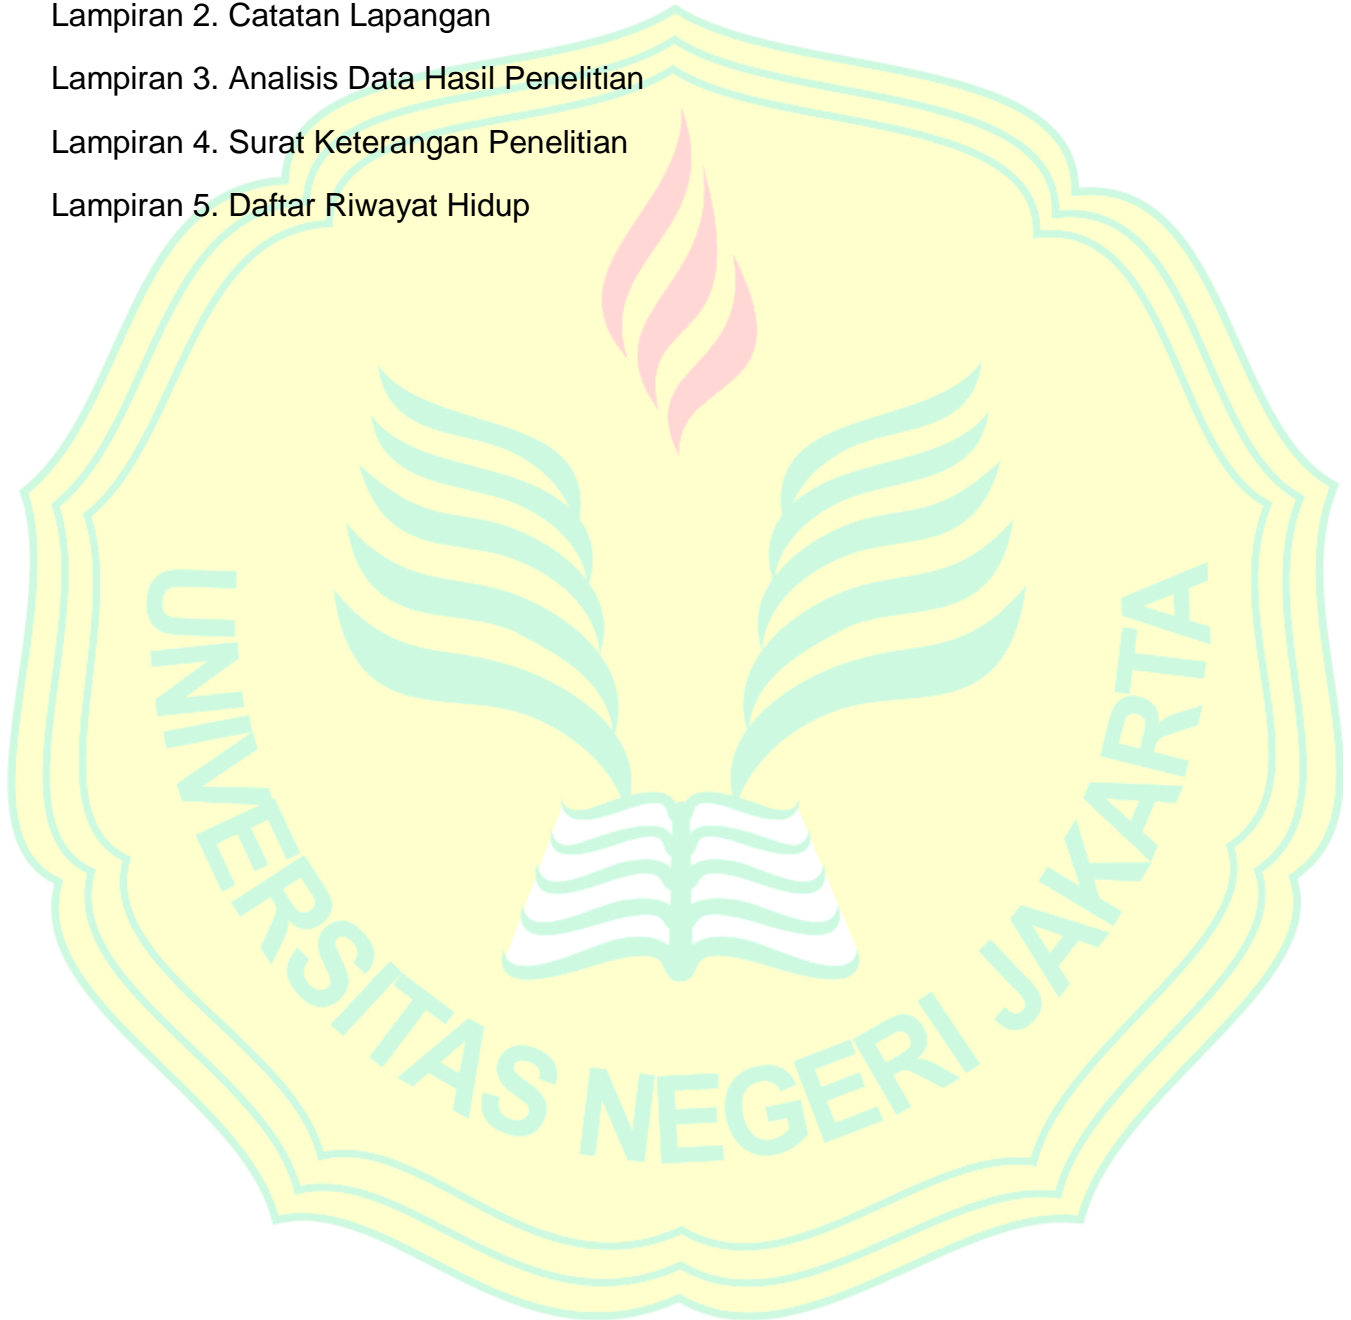 Lampiran 2. Catatan Lapangan
Lampiran 3. Analisis Data Hasil Penelitian
Lampiran 4. Surat Keterangan Penelitian
Lampiran 5. Daftar Riwayat Hidup
UNIVERSITAS NEGERI JAKARTA